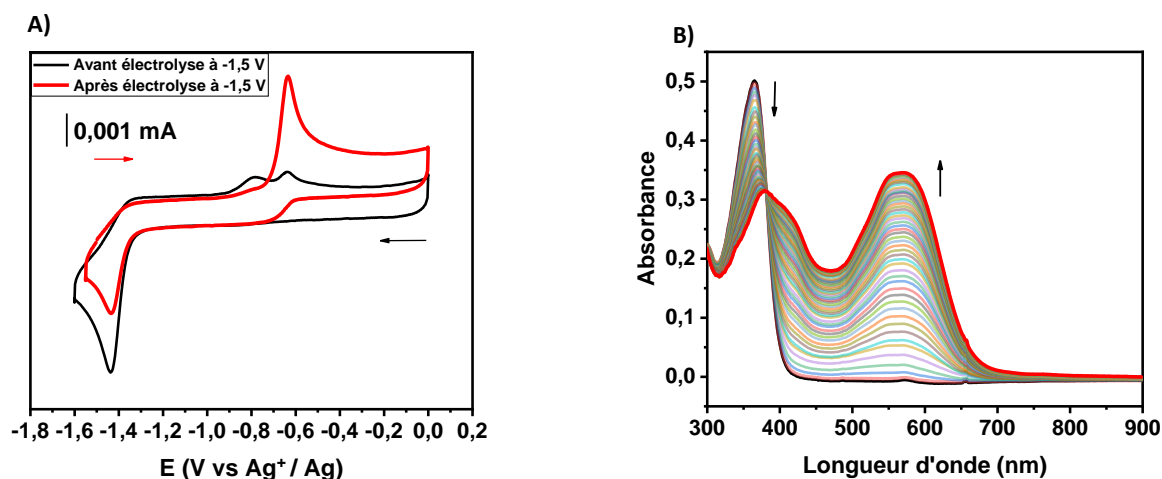 A)
Avant électrolyse à -1,5 V
Après électrolyse à -1,5 V
0,001 mA
-1,8 -1,6 -1,4 -1,2 -1,0 -0,8 -0,6 -0,4 -0,2 0,0 0,2
E (V vs Ag⁺ / Ag)
B)
0,5
0,4
0,3
0,2
0,1
0,0
Absorbance
300 400 500 600 700 800 900
Longueur d'onde (nm)